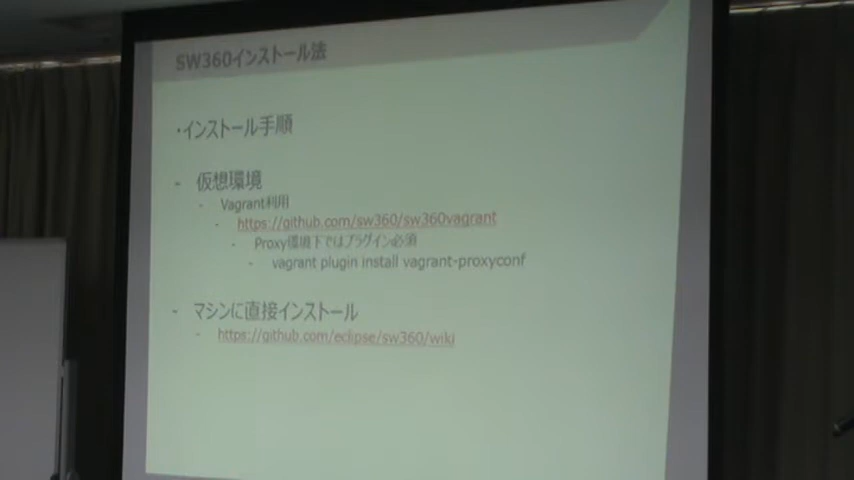 SW360インストール法
・インストール手順
- 仮想環境
- Vagrant利用
- https://github.com/sw360/sw360vagrant
- Proxy環境下ではプラグイン必須
- vagrant plugin install vagrant-proxyconf
- マシンに直接インストール
- https://github.com/eclipse/sw360/wiki